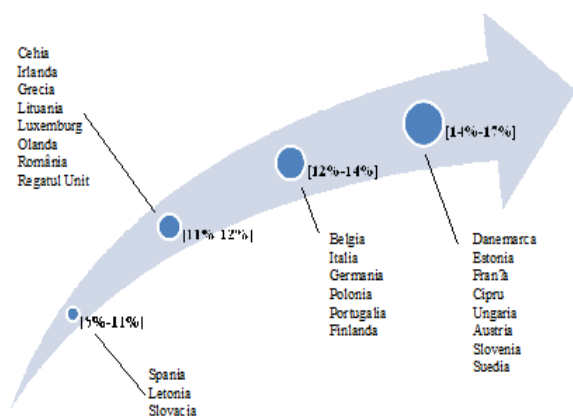 Cehia
Irlanda
Grecia
Lituania
Luxemburg
Olanda
România
Regatul Unit
[14%-17%]
[12%-14%]
[11%-12%]
[5%-11%]
Spania
Letonia
Slovacia
Belgia
Italia
Germania
Polonia
Portugalia
Finlanda
Danemarca
Estonia
Fran?a
Cipru
Ungaria
Austria
Slovenia
Suedia